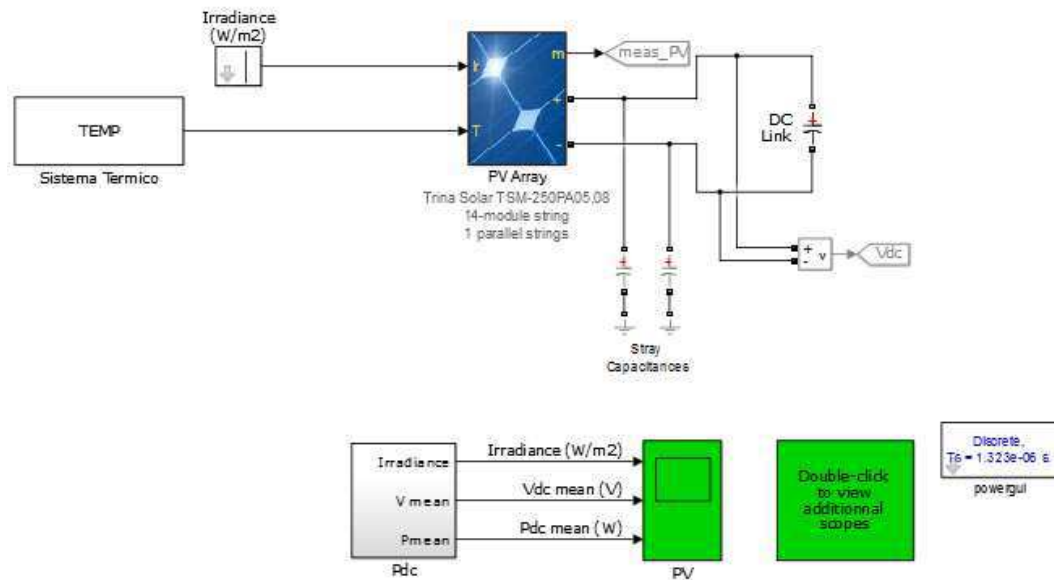 Irradiance
(W/m2)
Ir
m
meas_PV
+
TEMP
T
-
Sistema Termico
PV Array
Trina Solar TSM-250PA05.08
14-module string
1 parallel strings
+
DC
Link
+
-
v
Vdc
+
+
Stray
Capacitances
Irradiance
Irradiance (W/m2)
V mean
Vdc mean (V)
Pmean
Pdc mean (W)
Pdc
PV
Double-click
to view
additionnal
scopes
Discrete,
Ts = 1.323e-06 s.
powergui